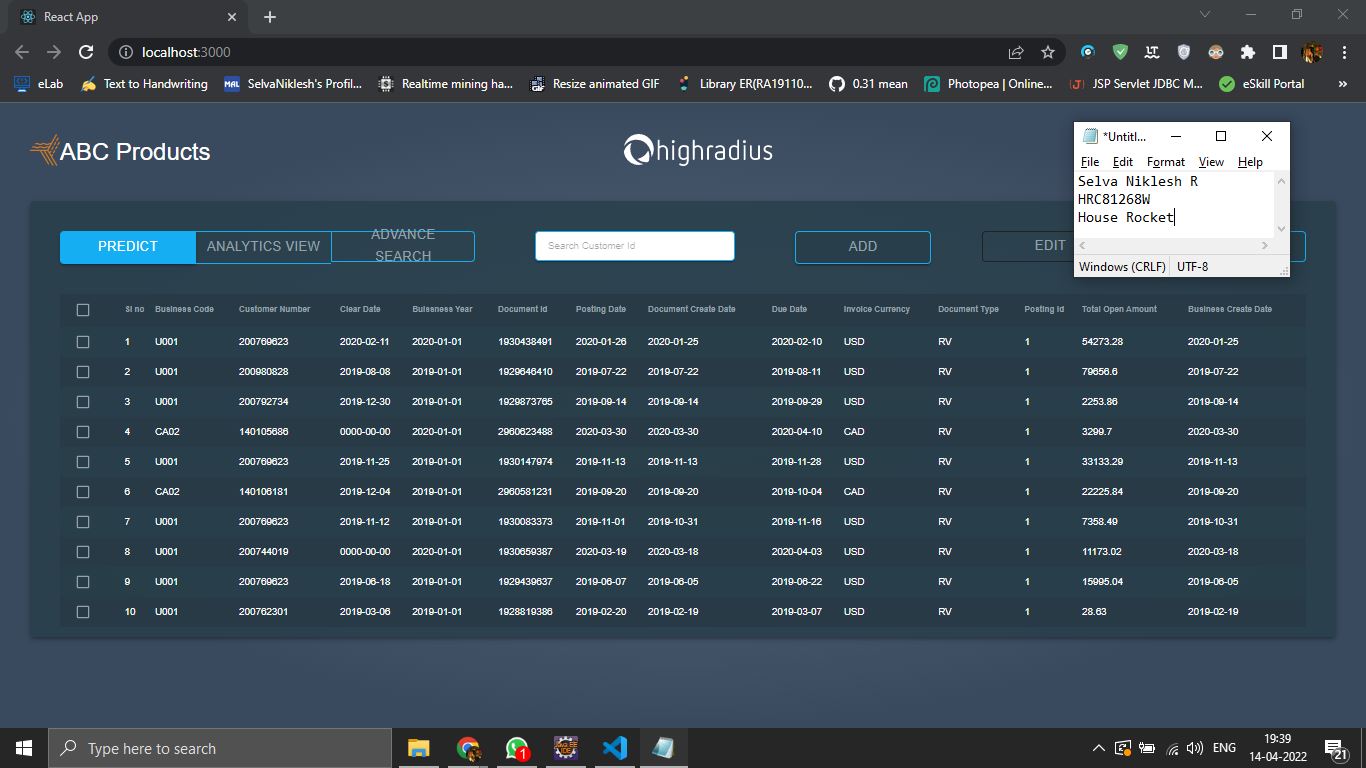 React App
localhost:3000
eLab
Text to Handwriting
MAL SelvaNiklesh's Profil...
Realtime mining ha...
GIF Resize animated GIF
Library ER(RA19110...
0.31 mean
Photopea | Online...
JSP Servlet JDBC M...
eSkill Portal
»
ABC Products
highradius
*Untitl...
File Edit Format View Help
Selva Niklesh R
HRC81268W
House Rocket
Windows (CRLF) UTF-8
PREDICT
ANALYTICS VIEW
ADVANCE
SEARCH
Search Customer Id
ADD
EDIT
Sl no Business Code Customer Number Clear Date Buisness Year Document Id Posting Date Document Create Date Due Date Invoice Currency Document Type Posting Id Total Open Amount Business Create Date
1 U001 200769623 2020-02-11 2020-01-01 1930438491 2020-01-26 2020-01-25 2020-02-10 USD RV 1 54273.28 2020-01-25
2 U001 200980828 2019-08-08 2019-01-01 1929646410 2019-07-22 2019-07-22 2019-08-11 USD RV 1 79656.6 2019-07-22
3 U001 200792734 2019-12-30 2019-01-01 1929873765 2019-09-14 2019-09-14 2019-09-29 USD RV 1 2253.86 2019-09-14
4 CA02 140105686 0000-00-00 2020-01-01 2960623488 2020-03-30 2020-03-30 2020-04-10 CAD RV 1 3299.7 2020-03-30
5 U001 200769623 2019-11-25 2019-01-01 1930147974 2019-11-13 2019-11-13 2019-11-28 USD RV 1 33133.29 2019-11-13
6 CA02 140106181 2019-12-04 2019-01-01 2960581231 2019-09-20 2019-09-20 2019-10-04 CAD RV 1 22225.84 2019-09-20
7 U001 200769623 2019-11-12 2019-01-01 1930083373 2019-11-01 2019-10-31 2019-11-16 USD RV 1 7358.49 2019-10-31
8 U001 200744019 0000-00-00 2020-01-01 1930659387 2020-03-19 2020-03-18 2020-04-03 USD RV 1 11173.02 2020-03-18
9 U001 200769623 2019-06-18 2019-01-01 1929439637 2019-06-07 2019-06-05 2019-06-22 USD RV 1 15995.04 2019-06-05
10 U001 200762301 2019-03-06 2019-01-01 1928819386 2019-02-20 2019-02-19 2019-03-07 USD RV 1 28.63 2019-02-19
Type here to search
1
ENG
19:39
14-04-2022
21